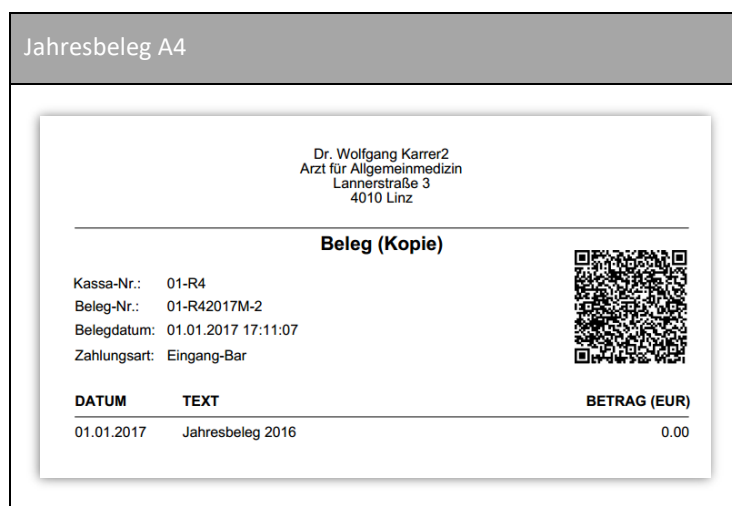 Jahresbeleg A4
Dr. Wolfgang Karrer2
Arzt für Allgemeinmedizin
Lannerstraße 3
4010 Linz
Beleg (Kopie)
Kassa-Nr.: 01-R4
Beleg-Nr.: 01-R42017M-2
Belegdatum: 01.01.2017 17:11:07
Zahlungsart: Eingang-Bar
DATUM TEXT BETRAG (EUR)
01.01.2017 Jahresbeleg 2016 0.00